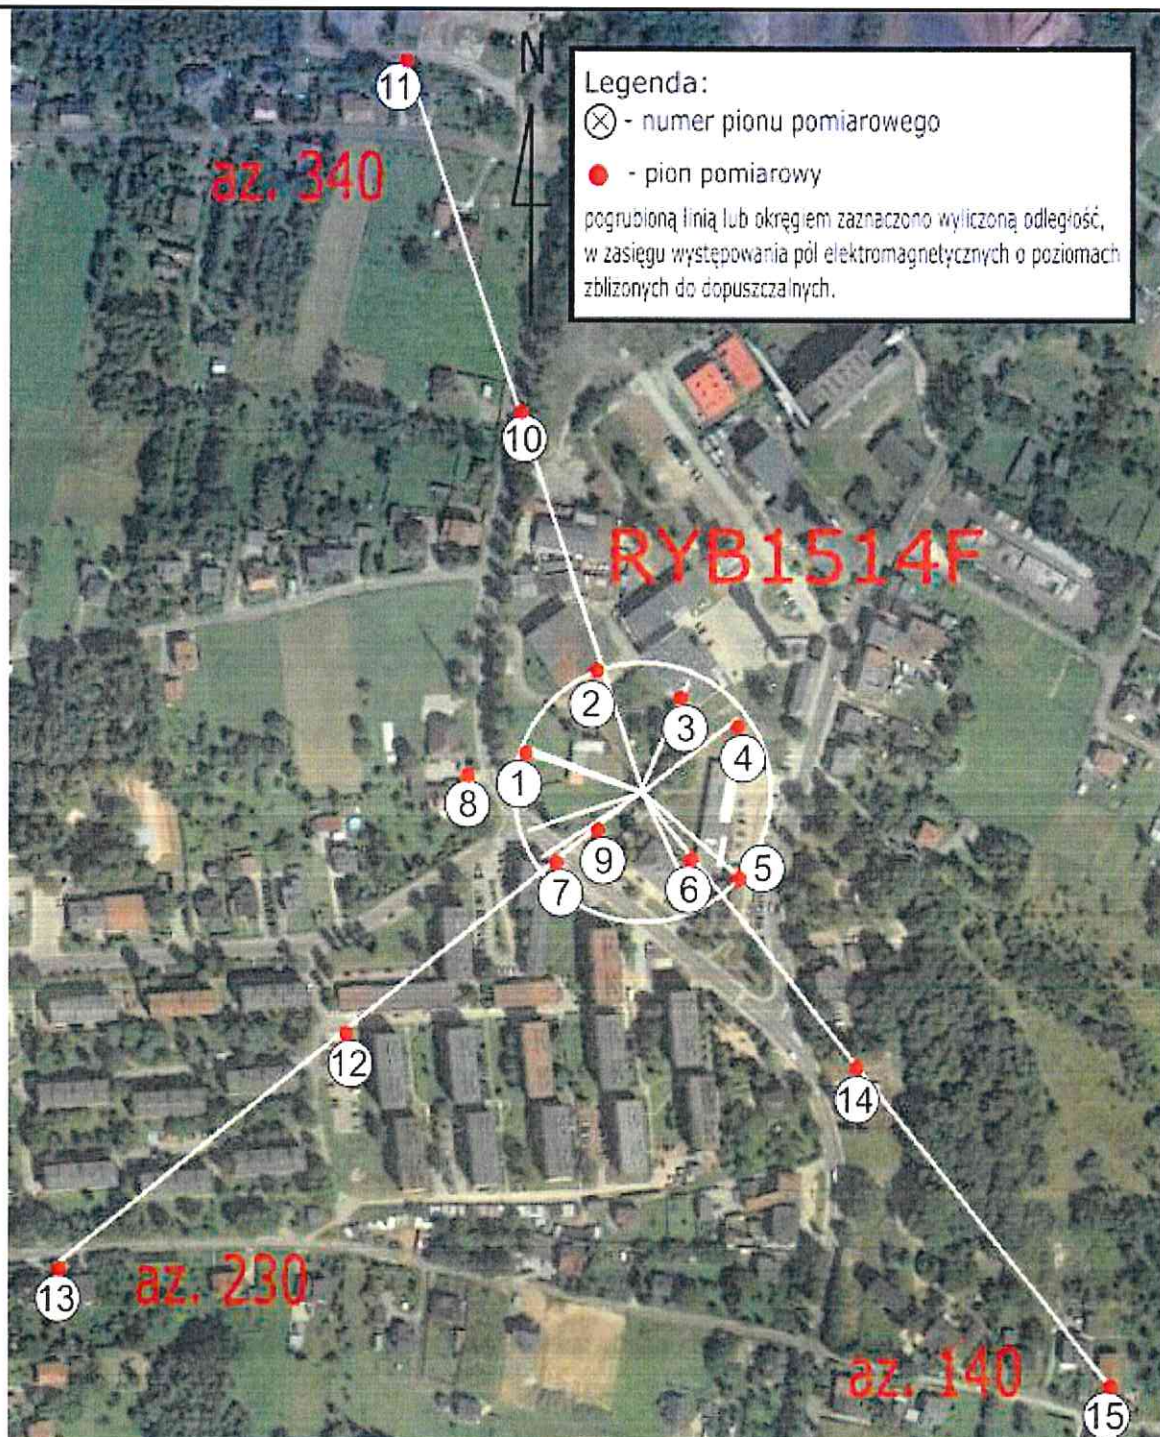 N
Legenda:
- numer pionu pomiarowego
- pion pomiarowy
pogrubioną linią lub okręgiem zaznaczono wyliczoną odległość,
w zasięgu występowania pól elektromagnetycznych o poziomach
zbliżonych do dopuszczalnych.
11
az. 340
10
RYB1514F
2
3
4
1
8
9
7
6
5
12
14
13
az. 230
az. 140
15